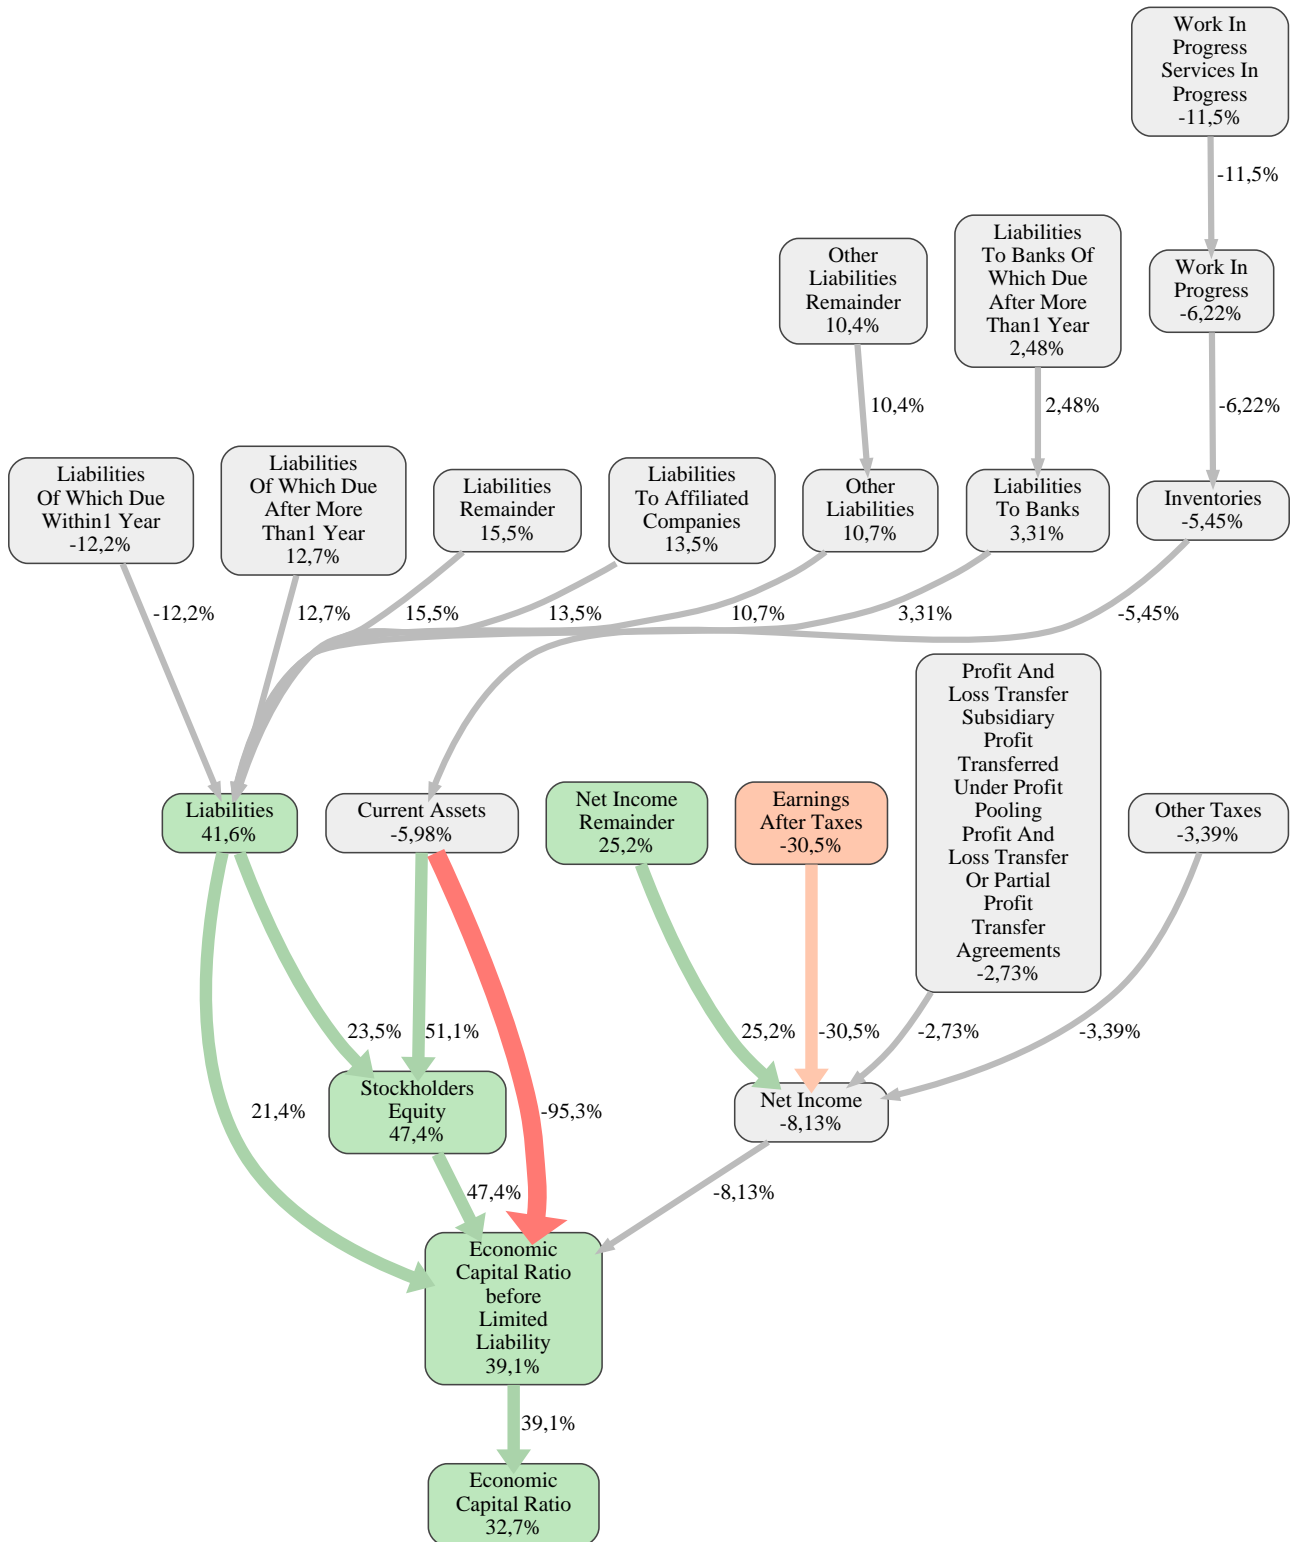 Work In
Progress
Services In
Progress
-11,5%
-11,5%
Other
Liabilities
Remainder
10,4%
Liabilities
To Banks Of
Which Due
After More
Than1 Year
2,48%
Work In
Progress
-6,22%
10,4%
2,48%
-6,22%
Liabilities
Of Which Due
Within1 Year
-12,2%
Liabilities
Of Which Due
After More
Than1 Year
12,7%
Liabilities
Remainder
15,5%
Liabilities
To Affiliated
Companies
13,5%
Other
Liabilities
10,7%
Liabilities
To Banks
3,31%
Inventories
-5,45%
-12,2%
12,7%
15,5%
13,5%
10,7%
3,31%
-5,45%
Liabilities
41,6%
Current Assets
-5,98%
Net Income
Remainder
25,2%
Earnings
After Taxes
-30,5%
Profit And
Loss Transfer
Subsidiary
Profit
Transferred
Under Profit
Pooling
Profit And
Loss Transfer
Or Partial
Profit
Transfer
Agreements
-2,73%
Other Taxes
-3,39%
23,5%
51,1%
25,2%
-30,5%
-2,73%
-3,39%
Stockholders
Equity
47,4%
Net Income
-8,13%
21,4%
-95,3%
47,4%
-8,13%
Economic
Capital Ratio
before
Limited
Liability
39,1%
39,1%
Economic
Capital Ratio
32,7%